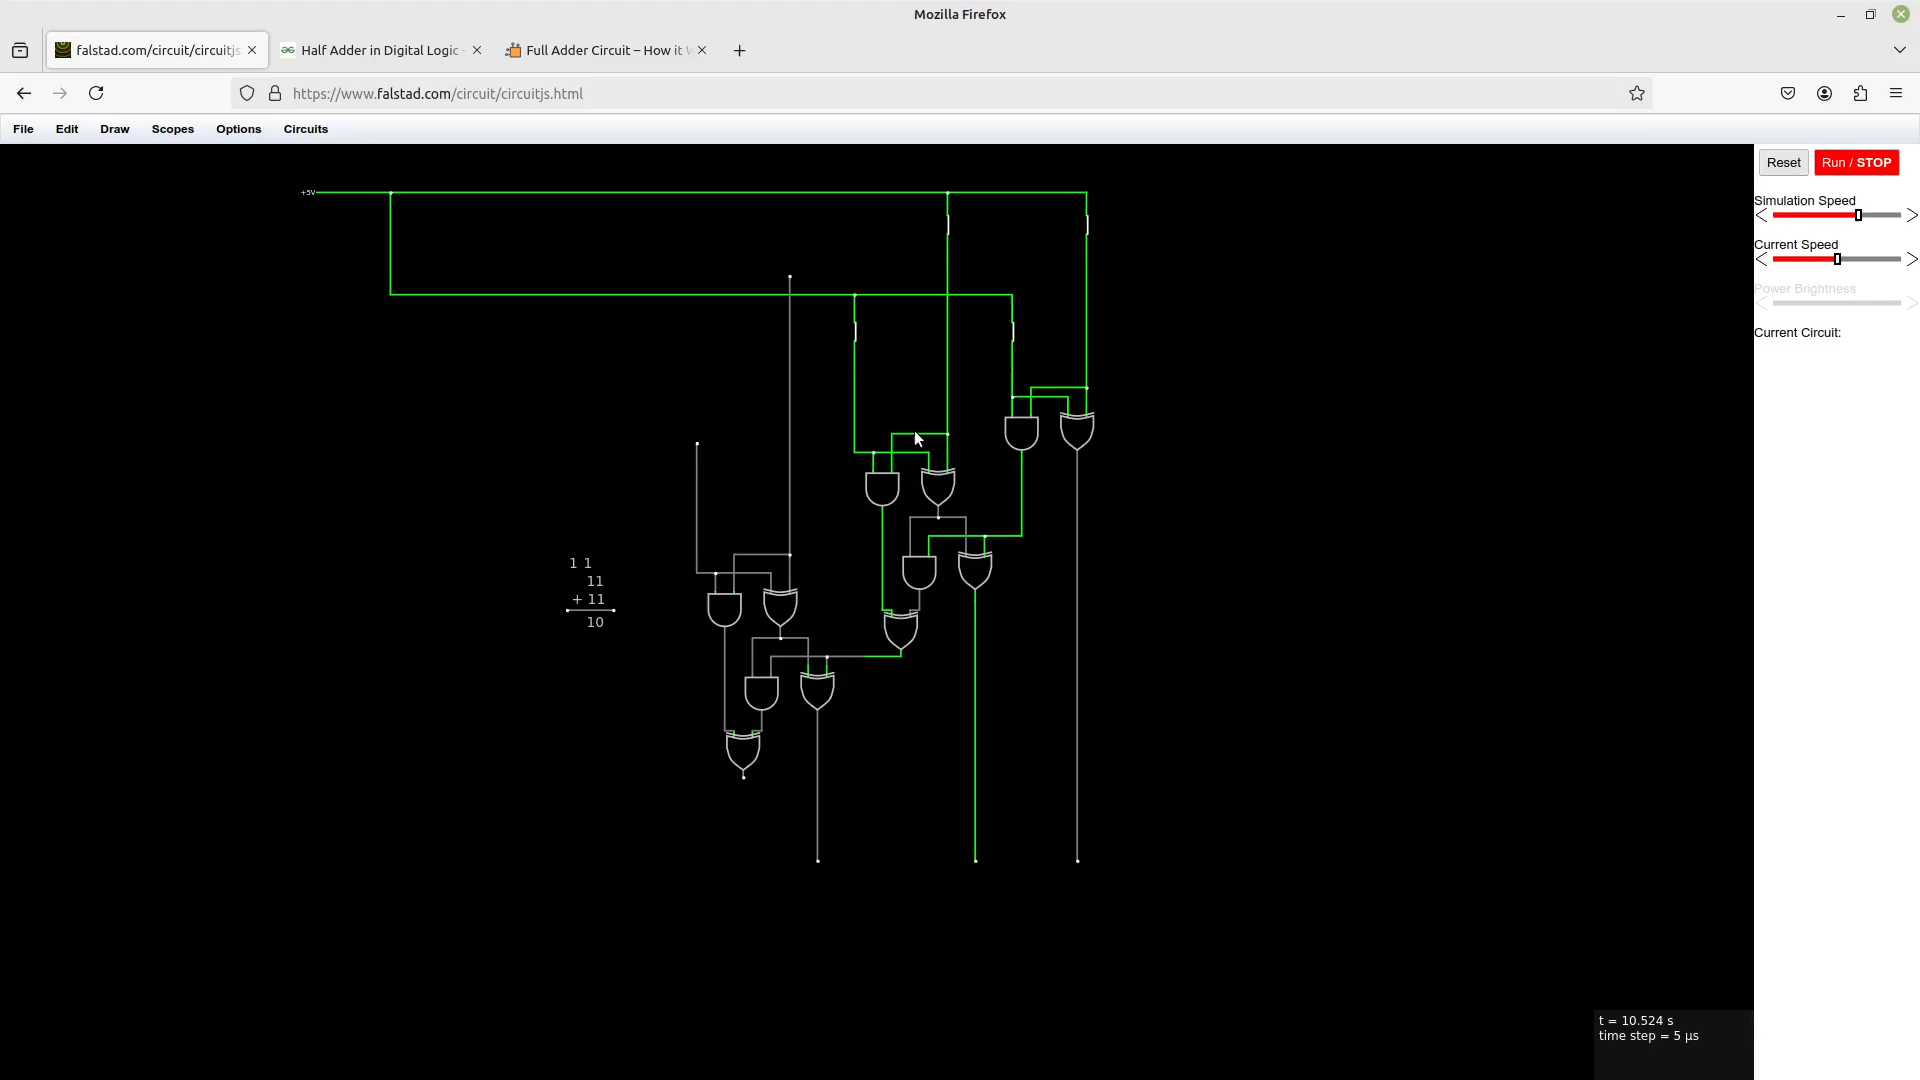 Mozilla Firefox
falstad.com/circuit/circuitjs
Half Adder in Digital Logic -
Full Adder Circuit – How it W
https://www.falstad.com/circuit/circuitjs.html
File Edit Draw Scopes Options Circuits
Reset Run / STOP
Simulation Speed
Current Speed
Power Brightness
Current Circuit:
+5V
1 1
11
+ 11
10
t = 10.524 s
time step = 5 µs